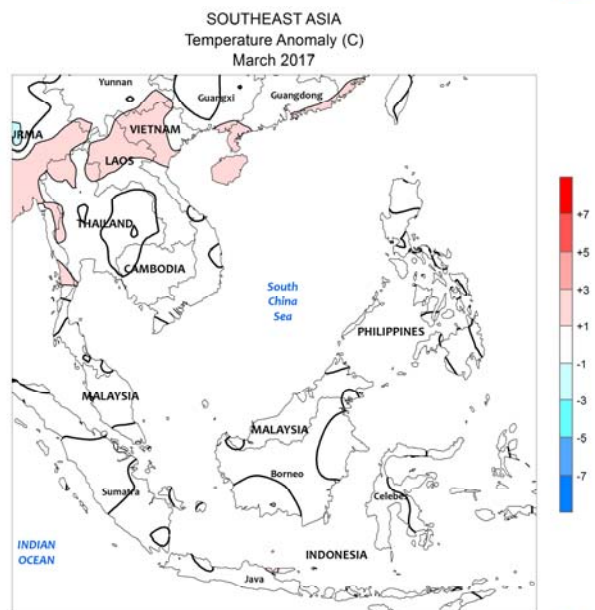 SOUTHEAST ASIA
Temperature Anomaly (C)
March 2017
Yunnan
Guangxi
Guangdong
URMA
VIETNAM
LAOS
THAILAND
CAMBODIA
South
China
Sea
PHILIPPINES
MALAYSIA
MALAYSIA
Borneo
Sumatra
Celebes
INDIAN
OCEAN
INDONESIA
Java
+7
+5
+3
+1
-1
-3
-5
-7